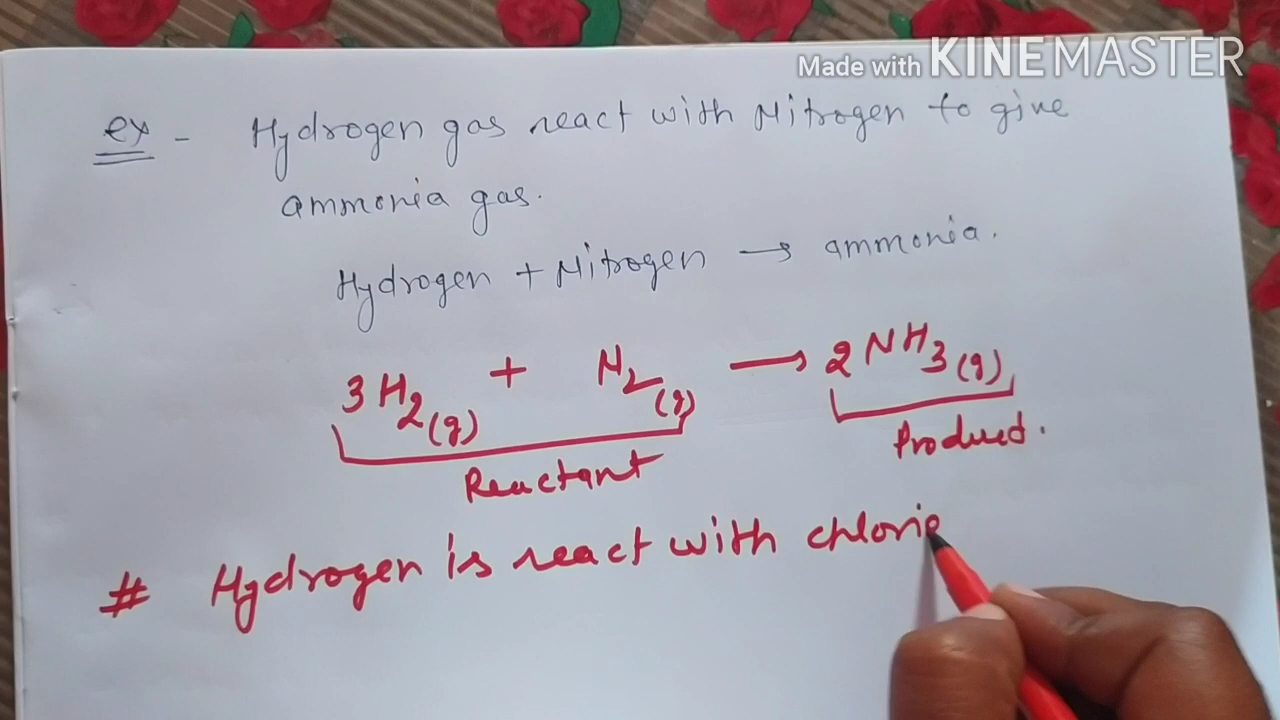 Made with KINEMASTER
ex - Hydrogen gas react with Nitrogen to give
ammonia gas.
Hydrogen + Nitrogen → ammonia.
3H2(g) + N2(g) → 2NH3(g)
Reactant Product.
# Hydrogen is react with chlorie